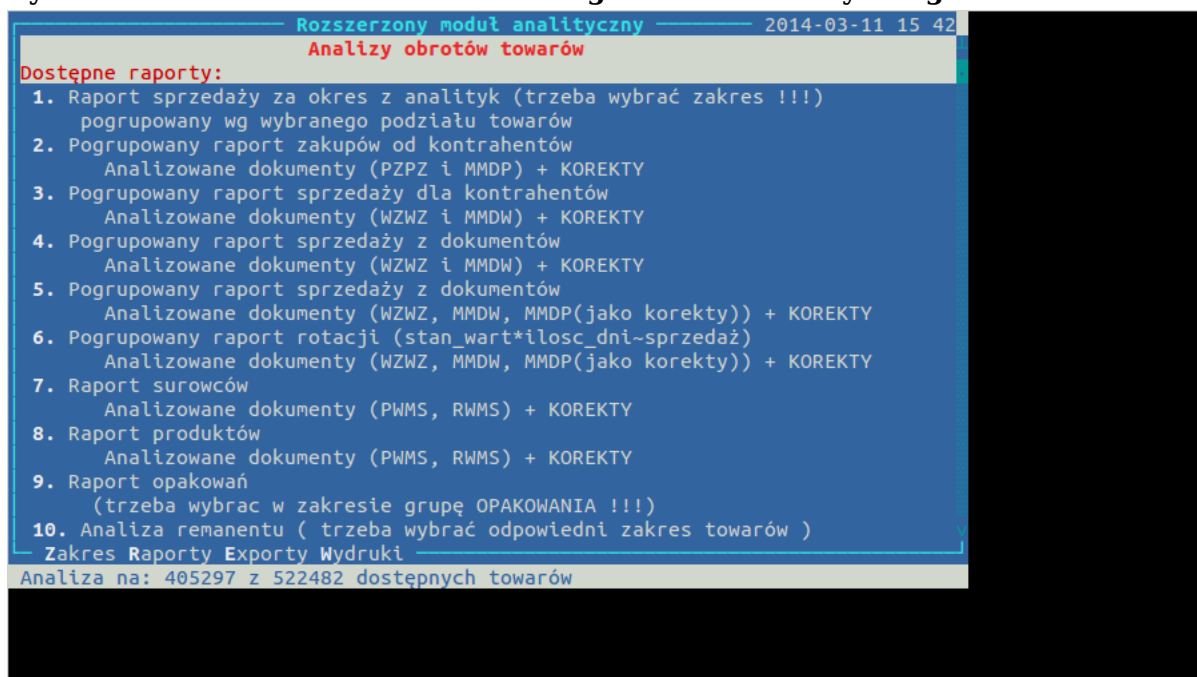 Rozszerzony moduł analityczny 2014-03-11 15 42
Analizy obrotów towarów
Dostępne raporty:
1. Raport sprzedaży za okres z analityk (trzeba wybrać zakres !!!)
pogrupowany wg wybranego podziału towarów
2. Pogrupowany raport zakupów od kontrahentów
Analizowane dokumenty (PZPZ i MMDP) + KOREKTY
3. Pogrupowany raport sprzedaży dla kontrahentów
Analizowane dokumenty (WZWZ i MMDW) + KOREKTY
4. Pogrupowany raport sprzedaży z dokumentów
Analizowane dokumenty (WZWZ i MMDW) + KOREKTY
5. Pogrupowany raport sprzedaży z dokumentów
Analizowane dokumenty (WZWZ, MMDW, MMDP(jako korekty)) + KOREKTY
6. Pogrupowany raport rotacji (stan_wart*ilosc_dni~sprzedaż)
Analizowane dokumenty (WZWZ, MMDW, MMDP(jako korekty)) + KOREKTY
7. Raport surowców
Analizowane dokumenty (PWMS, RWMS) + KOREKTY
8. Raport produktów
Analizowane dokumenty (PWMS, RWMS) + KOREKTY
9. Raport opakowań
(trzeba wybrac w zakresie grupę OPAKOWANIA !!!)
10. Analiza remanentu ( trzeba wybrać odpowiedni zakres towarów )
Zakres Raporty Exporty Wydruki
Analiza na: 405297 z 522482 dostępnych towarów